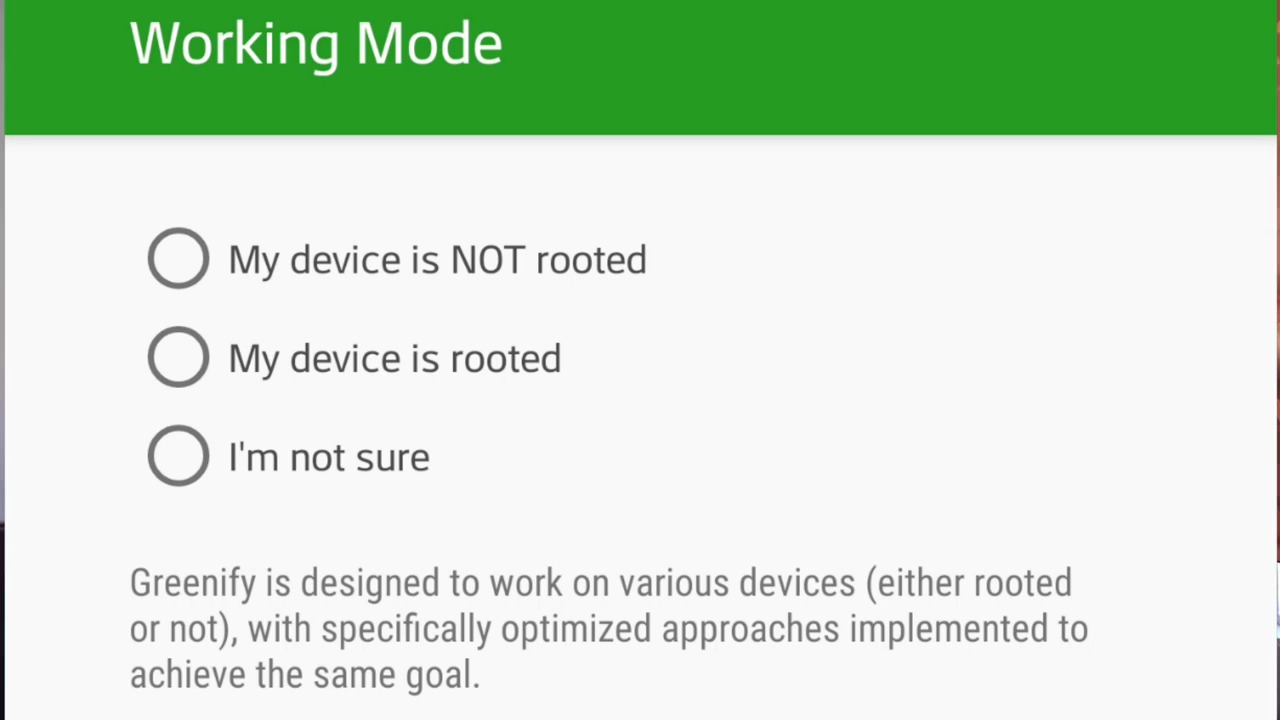 Working Mode
My device is NOT rooted
My device is rooted
I'm not sure
Greenify is designed to work on various devices (either rooted
or not), with specifically optimized approaches implemented to
achieve the same goal.